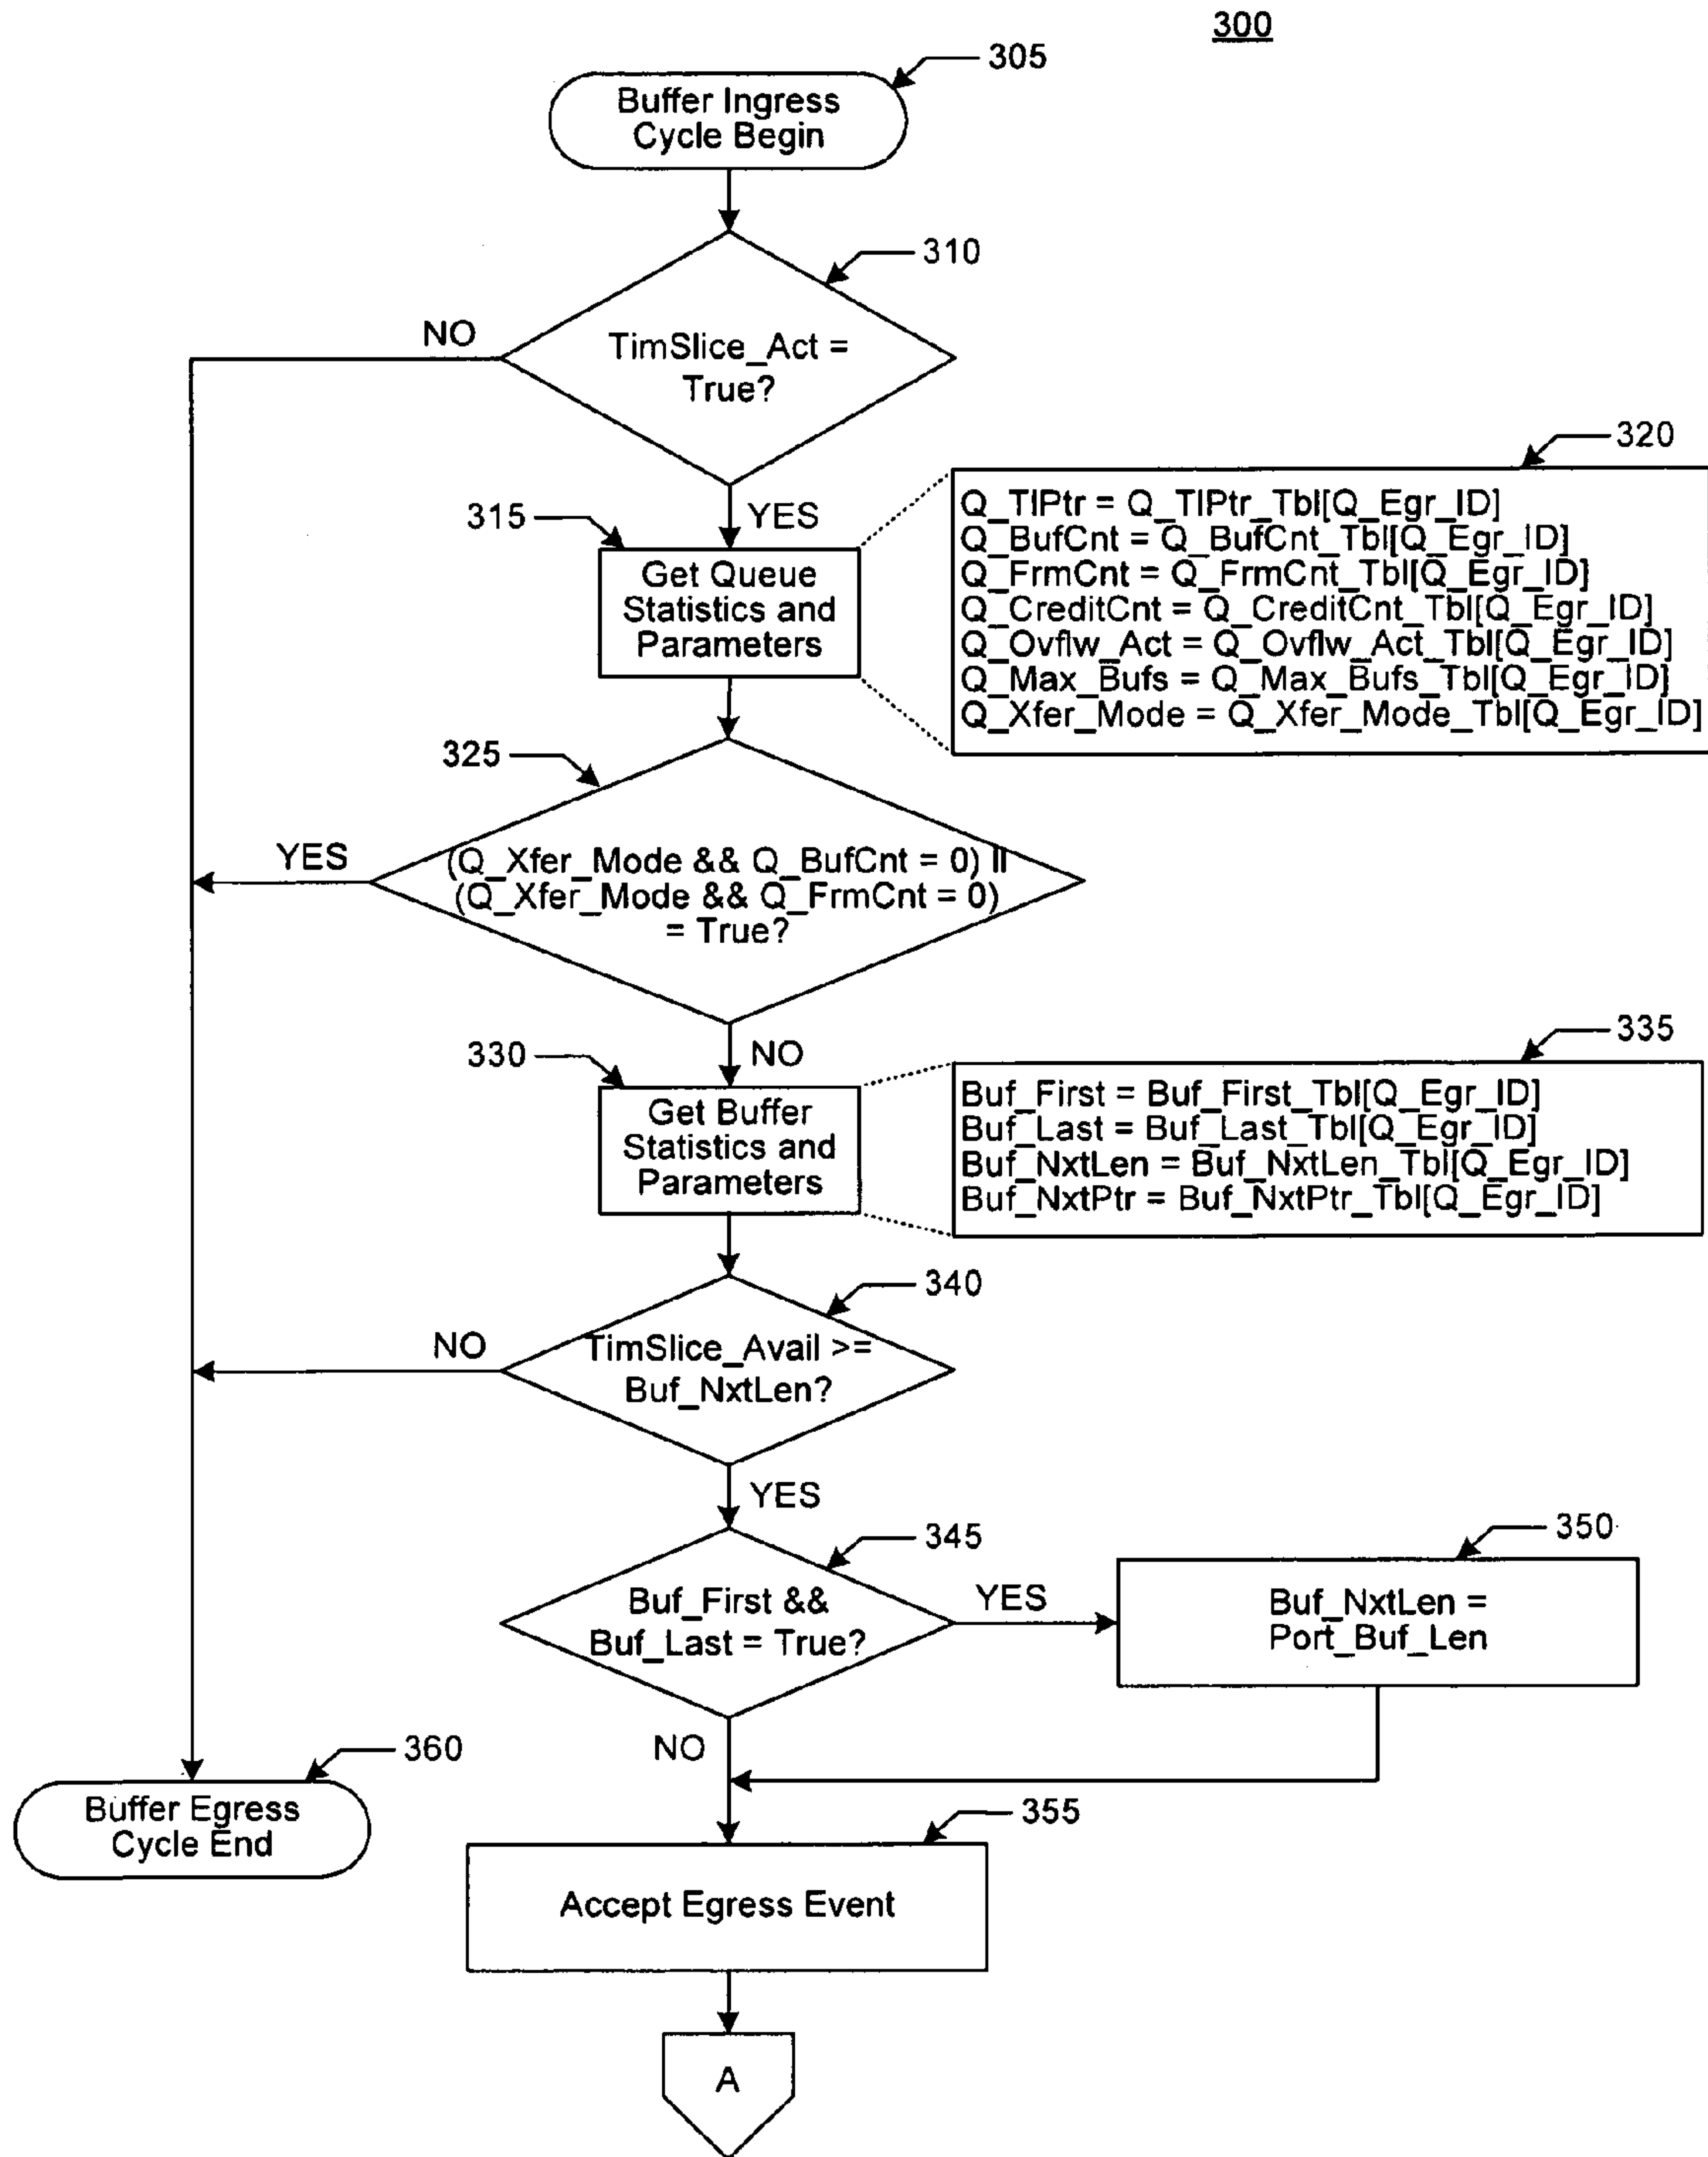 300
305
Buffer Ingress
Cycle Begin
310
NO
TimSlice_Act =
True?
320
315
YES
Q_TlPtr = Q_TlPtr_Tbl[Q_Egr_ID]
Q_BufCnt = Q_BufCnt_Tbl[Q_Egr_ID]
Q_FrmCnt = Q_FrmCnt_Tbl[Q_Egr_ID]
Q_CreditCnt = Q_CreditCnt_Tbl[Q_Egr_ID]
Q_Ovflw_Act = Q_Ovflw_Act_Tbl[Q_Egr_ID]
Q_Max_Bufs = Q_Max_Bufs_Tbl[Q_Egr_ID]
Q_Xfer_Mode = Q_Xfer_Mode_Tbl[Q_Egr_ID]
Get Queue
Statistics and
Parameters
325
YES
(Q_Xfer_Mode && Q_BufCnt = 0) ||
(Q_Xfer_Mode && Q_FrmCnt = 0)
= True?
335
330
NO
Get Buffer
Statistics and
Parameters
Buf_First = Buf_First_Tbl[Q_Egr_ID]
Buf_Last = Buf_Last_Tbl[Q_Egr_ID]
Buf_NxtLen = Buf_NxtLen_Tbl[Q_Egr_ID]
Buf_NxtPtr = Buf_NxtPtr_Tbl[Q_Egr_ID]
340
NO
TimSlice_Avail >=
Buf_NxtLen?
YES
345
350
Buf_First &&
Buf_Last = True?
YES
Buf_NxtLen =
Port_Buf_Len
NO
360
Buffer Egress
Cycle End
355
Accept Egress Event
A